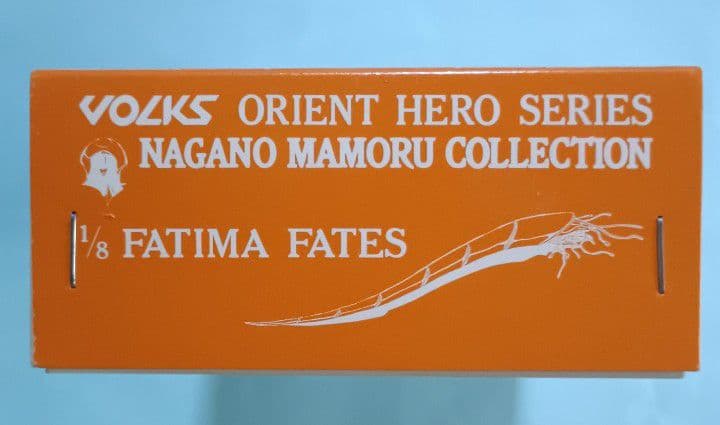 VOLKS ORIENT HERO SERIES
NAGANO MAMORU COLLECTION
1/8 FATIMA FATES